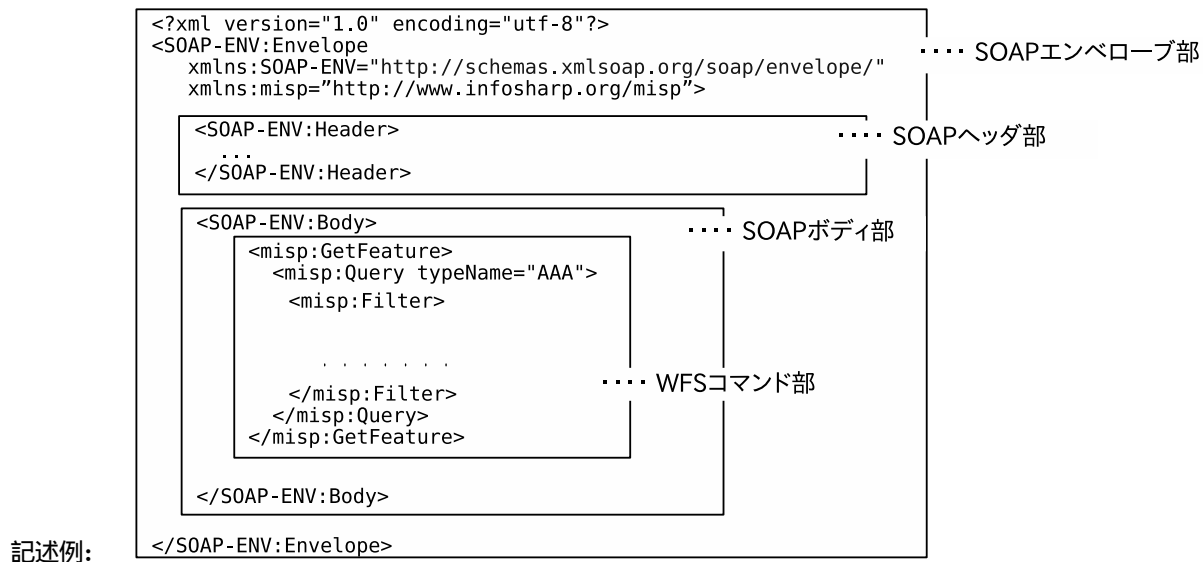 <?xml version="1.0" encoding="utf-8"?>
<SOAP-ENV:Envelope
xmlns:SOAP-ENV="http://schemas.xmlsoap.org/soap/envelope/"
xmlns:misp=”http://www.infosharp.org/misp”>
････ SOAPエンベローブ部
<SOAP-ENV:Header>
...
</SOAP-ENV:Header>
････ SOAPヘッダ部
<SOAP-ENV:Body>
････ SOAPボディ部
<misp:GetFeature>
<misp:Query typeName="AAA">
<misp:Filter>
. . . . . . .
････ WFSコマンド部
</misp:Filter>
</misp:Query>
</misp:GetFeature>
</SOAP-ENV:Body>
</SOAP-ENV:Envelope>
記述例: